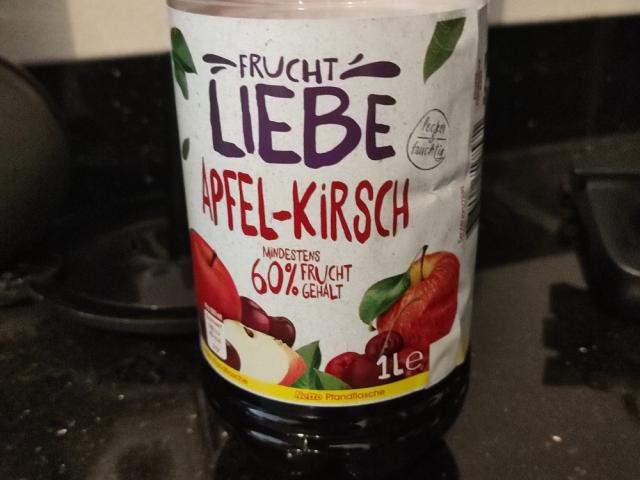 FRUCHT
LIEBE
lecker
&
fruchtig
APFEL-KiRSCH
MINDESTENS
60% FRUCHT
GEHALT
1L e
Netto Pfandflasche